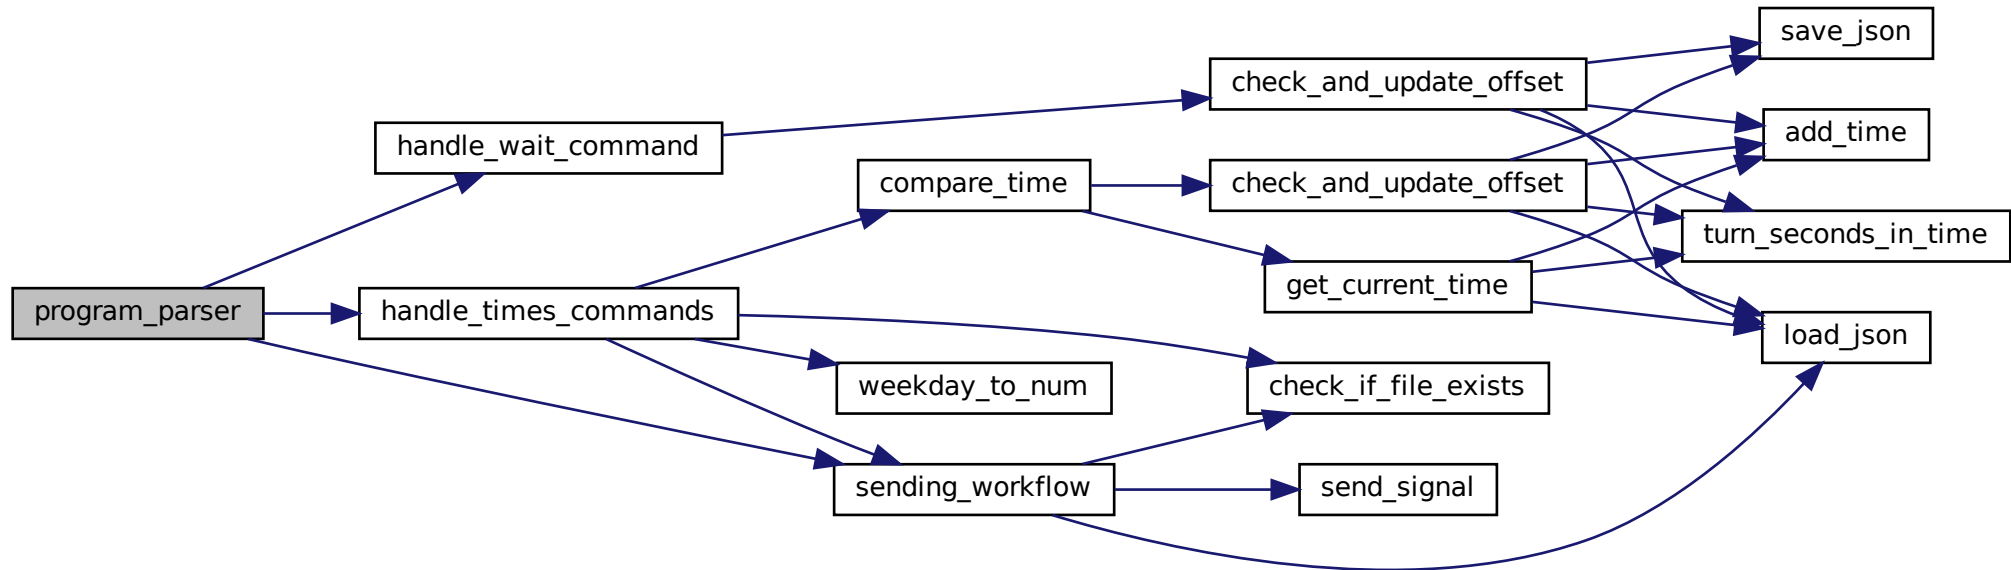 program_parser
handle_wait_command
handle_times_commands
compare_time
weekday_to_num
sending_workflow
check_and_update_offset
check_and_update_offset
get_current_time
check_if_file_exists
send_signal
save_json
add_time
turn_seconds_in_time
load_json